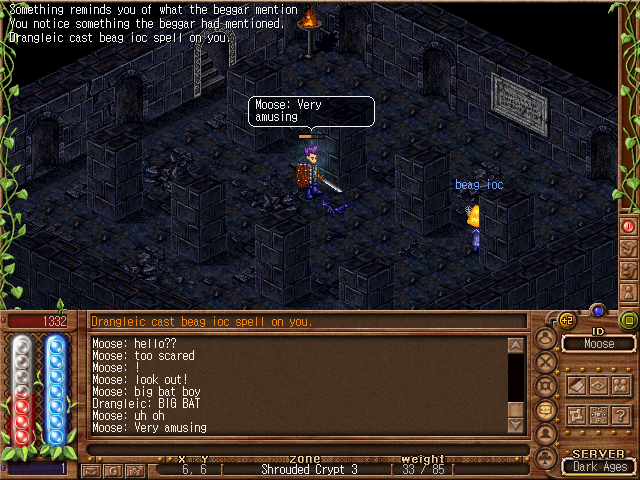 Something reminds you of what the beggar mention
You notice something the beggar had mentioned.
Drangleic cast beag ioc spell on you.
Moose: Very
amusing
beag ioc
1332
Drangleic cast beag ioc spell on you.
+2
ID
Moose
Moose: hello??
Moose: too scared
Moose: !
Moose: look out!
Moose: big bat boy
Drangleic: BIG BAT
Moose: uh oh
Moose: Very amusing
?
X Y zone weight
1 6, 6 Shrouded Crypt 3 33 / 85
SERVER
Dark Ages